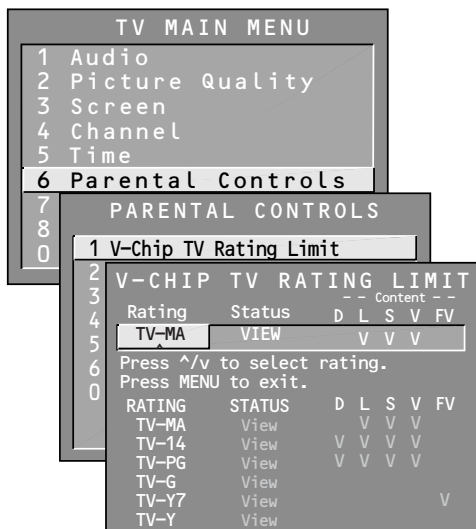 TV MAIN MENU
1 Audio
2 Picture Quality
3 Screen
4 Channel
5 Time
6 Parental Controls
7
8
0
PARENTAL CONTROLS
1 V-Chip TV Rating Limit
2
3
4
5
6
0
V-CHIP TV RATING LIMIT
-- Content --
Rating Status D L S V FV
TV-MA VIEW V V V
^
Press ^/v to select rating.
Press MENU to exit.
RATING STATUS D L S V FV
TV-MA View V V V
TV-14 View V V V V
TV-PG View V V V V
TV-G View
TV-Y7 View V
TV-Y View